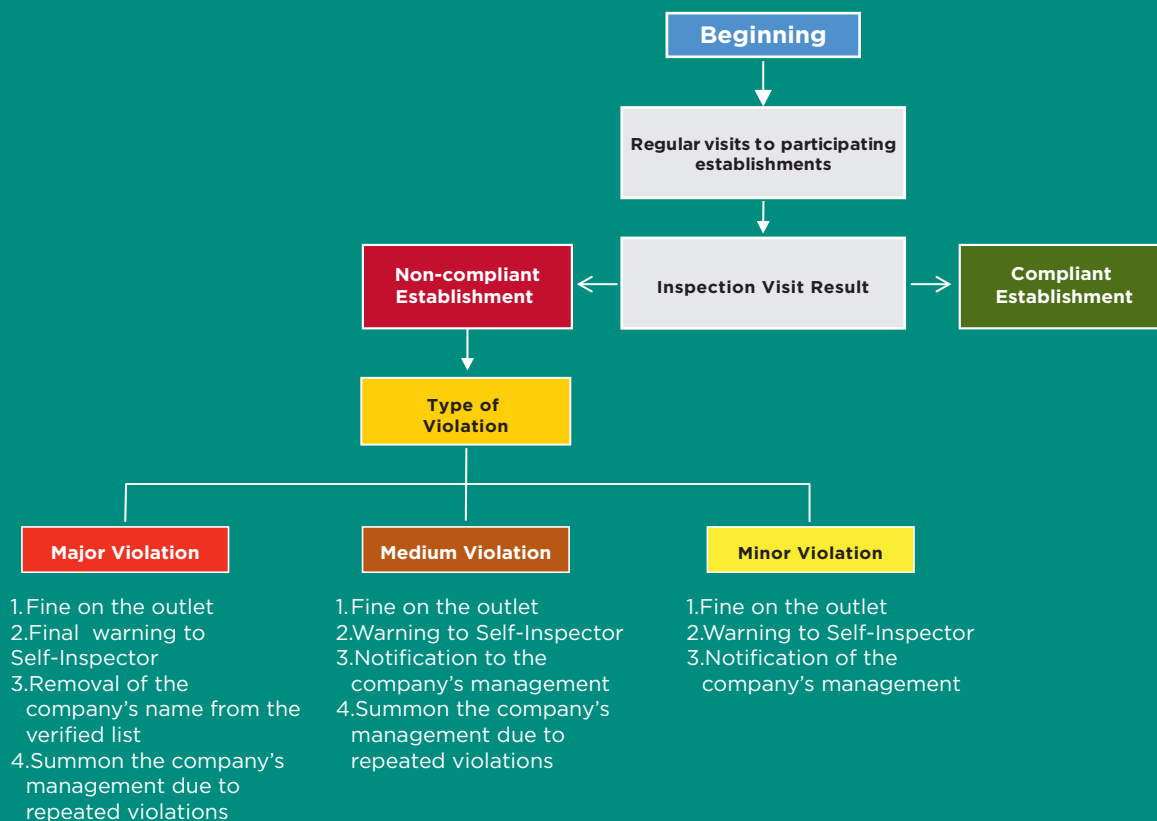 Beginning
Regular visits to participating
establishments
Non-compliant
Establishment
Inspection Visit Result
Compliant
Establishment
Type of
Violation
Major Violation
1.Fine on the outlet
2.Final warning to
Self-Inspector
3.Removal of the
company’s name from the
verified list
4.Summon the company’s
management due to
repeated violations
Medium Violation
1.Fine on the outlet
2.Warning to Self-Inspector
3.Notification to the
company’s management
4.Summon the company’s
management due to
repeated violations
Minor Violation
1.Fine on the outlet
2.Warning to Self-Inspector
3.Notification of the
company’s management